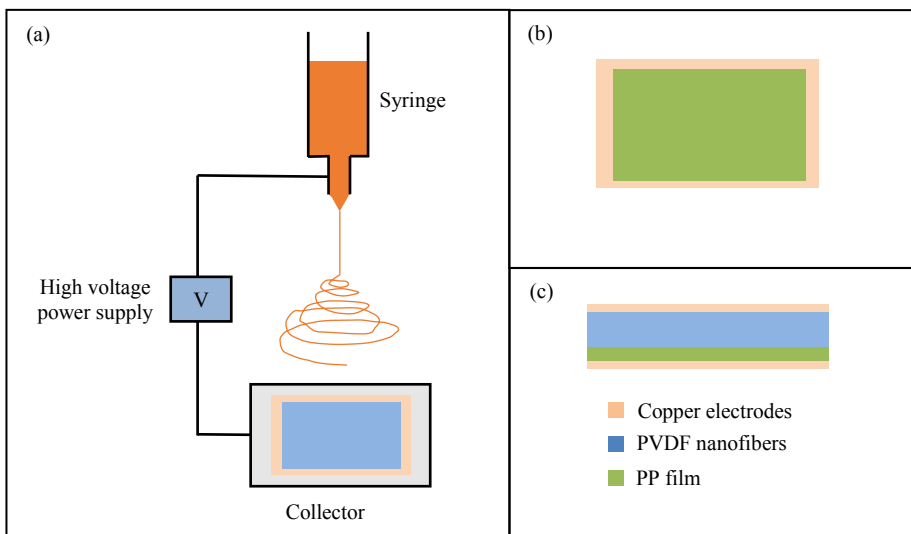 (a)
Syringe
High voltage
power supply
V
Collector
(b)
(c)
Copper electrodes
PVDF nanofibers
PP film